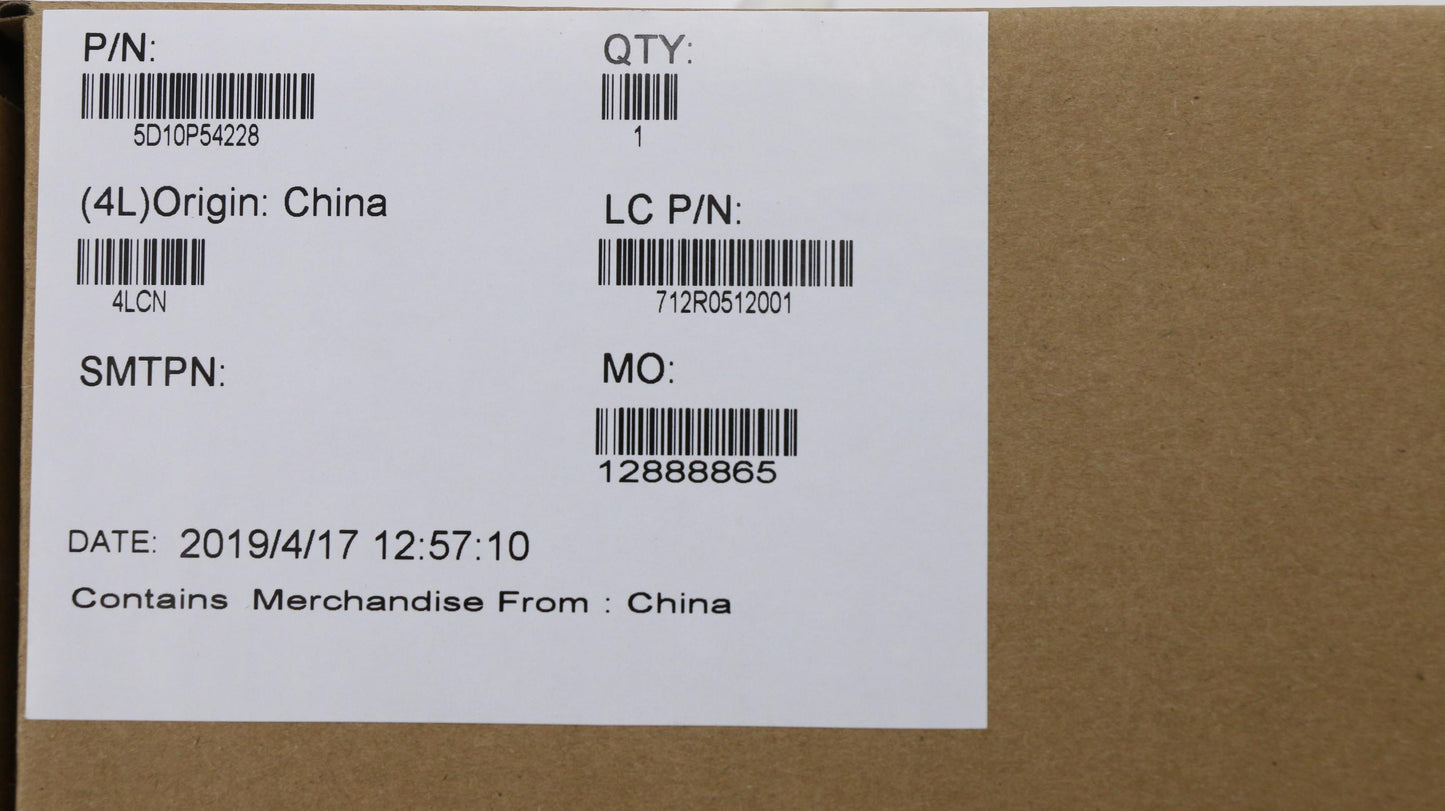 P/N: QTY:
5D10P54228 1
(4L)Origin: China LC P/N:
4LCN 712R0512001
SMTPN: MO:
12888865
DATE: 2019/4/17 12:57:10
Contains Merchandise From : China